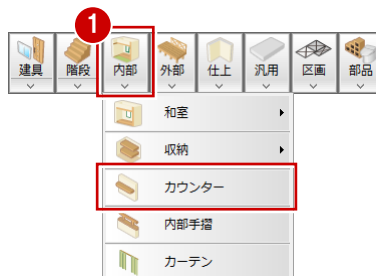 1
建具 階段 内部 外部 仕上 汎用 区画 部品
和室
収納
カウンター
内部手摺
カーテン